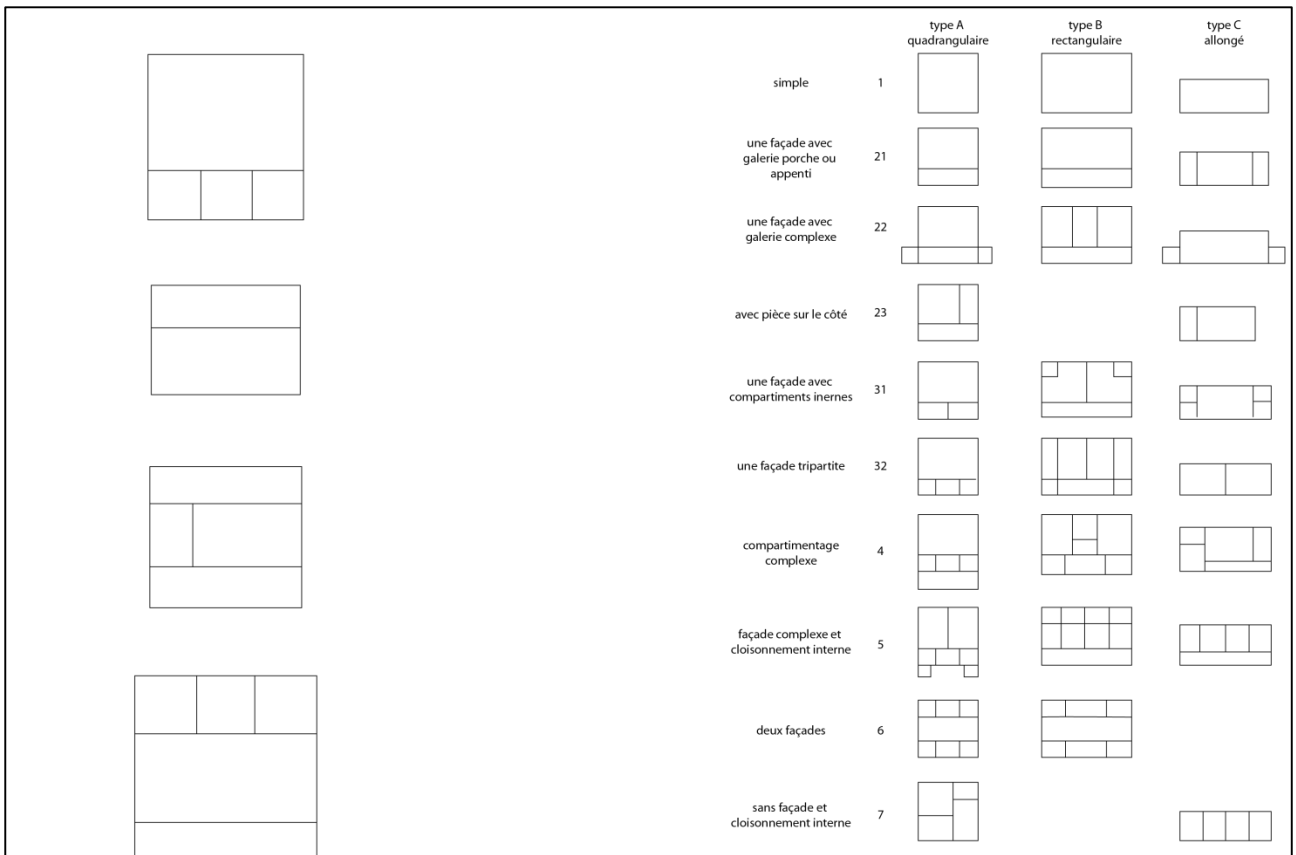 type A
quadrangulaire
type B
rectangulaire
type C
allongé
simple 1
une façade avec
galerie porche ou
appenti
21
une façade avec
galerie complexe
22
avec pièce sur le côté 23
une façade avec
compartiments inernes
31
une façade tripartite 32
compartimentage
complexe
4
façade complexe et
cloisonnement interne
5
deux façades 6
sans façade et
cloisonnement interne
7